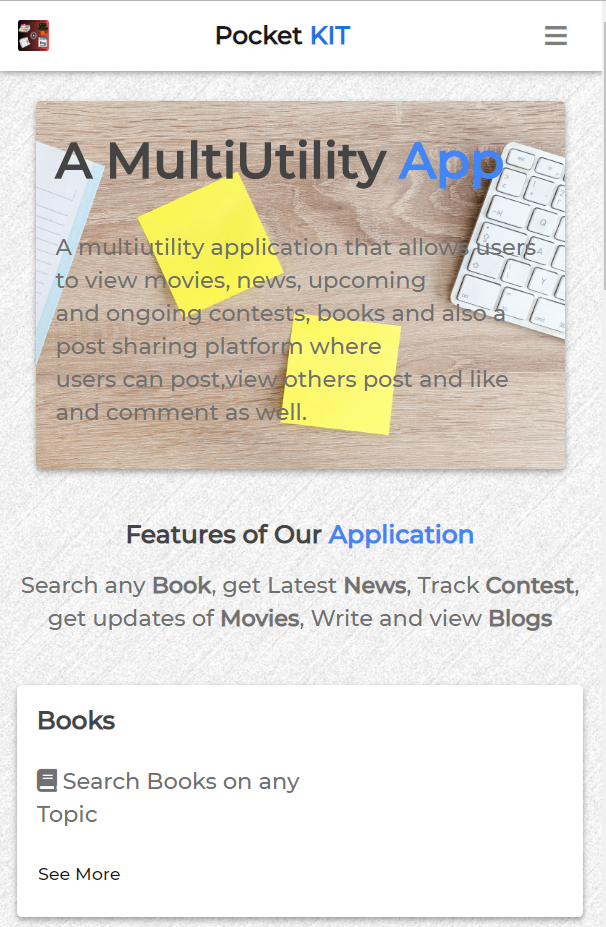 Pocket KIT
A MultiUtility App
A multiutility application that allows users
to view movies, news, upcoming
and ongoing contests, books and also a
post sharing platform where
users can post,view others post and like
and comment as well.
Features of Our Application
Search any Book, get Latest News, Track Contest,
get updates of Movies, Write and view Blogs
Books
Search Books on any
Topic
See More